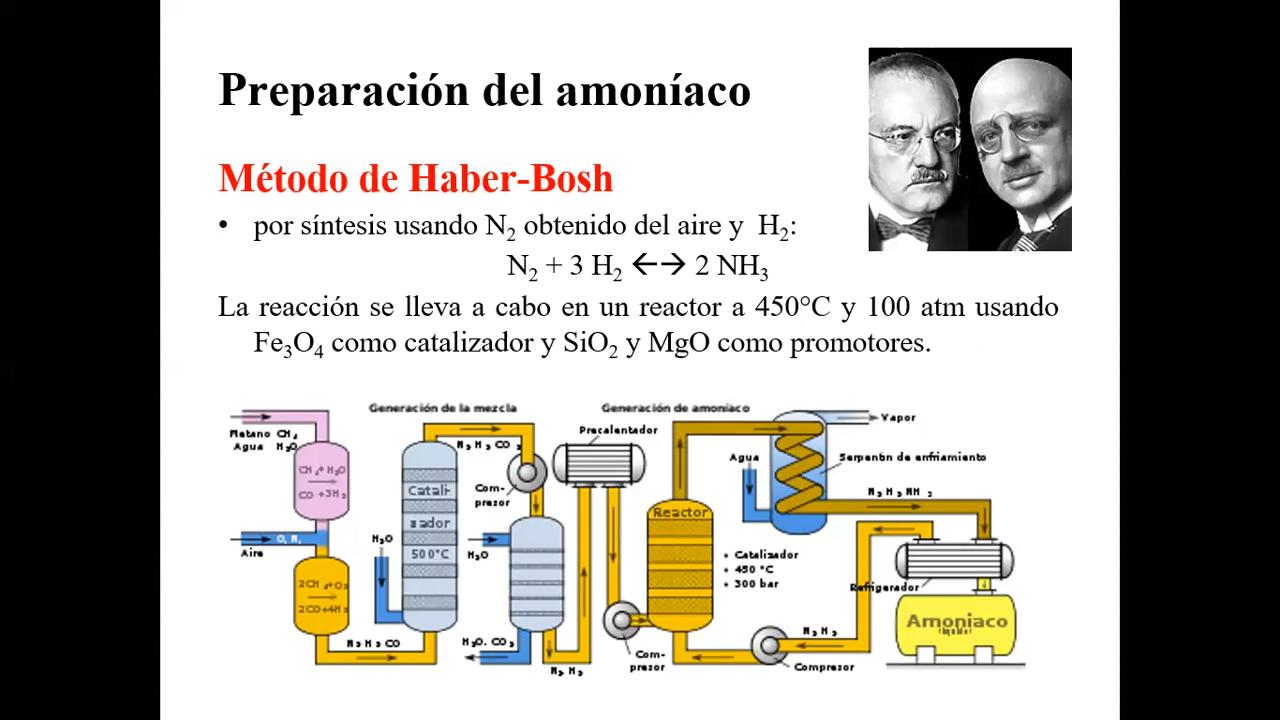 Preparación del amoníaco
Método de Haber-Bosh
• por síntesis usando N₂ obtenido del aire y H₂:
N₂ + 3 H₂ ←→ 2 NH₃
La reacción se lleva a cabo en un reactor a 450°C y 100 atm usando
Fe₃O₄ como catalizador y SiO₂ y MgO como promotores.
Generación de la mezcla
Generación de amoníaco
Metano CH₄
Agua H₂O
CH₄+H₂O
CO +3H₂
O₂ N₂
Aire
2CH₄+O₂
2CO+4H₂
N₂ H₂ CO
H₂O
Catali-
zador
500°C
N₂ H₂ CO₂
Com-
presor
H₂O
H₂O, CO₂
N₂ H₂
Precalentador
Com-
presor
Reactor
• Catalizador
• 450 °C
• 300 bar
Agua
Vapor
Serpentin de enfriamiento
N₂ H₂ NH₃
Refrigerador
Amoniaco
(líquido)
N₂ H₂
Compresor